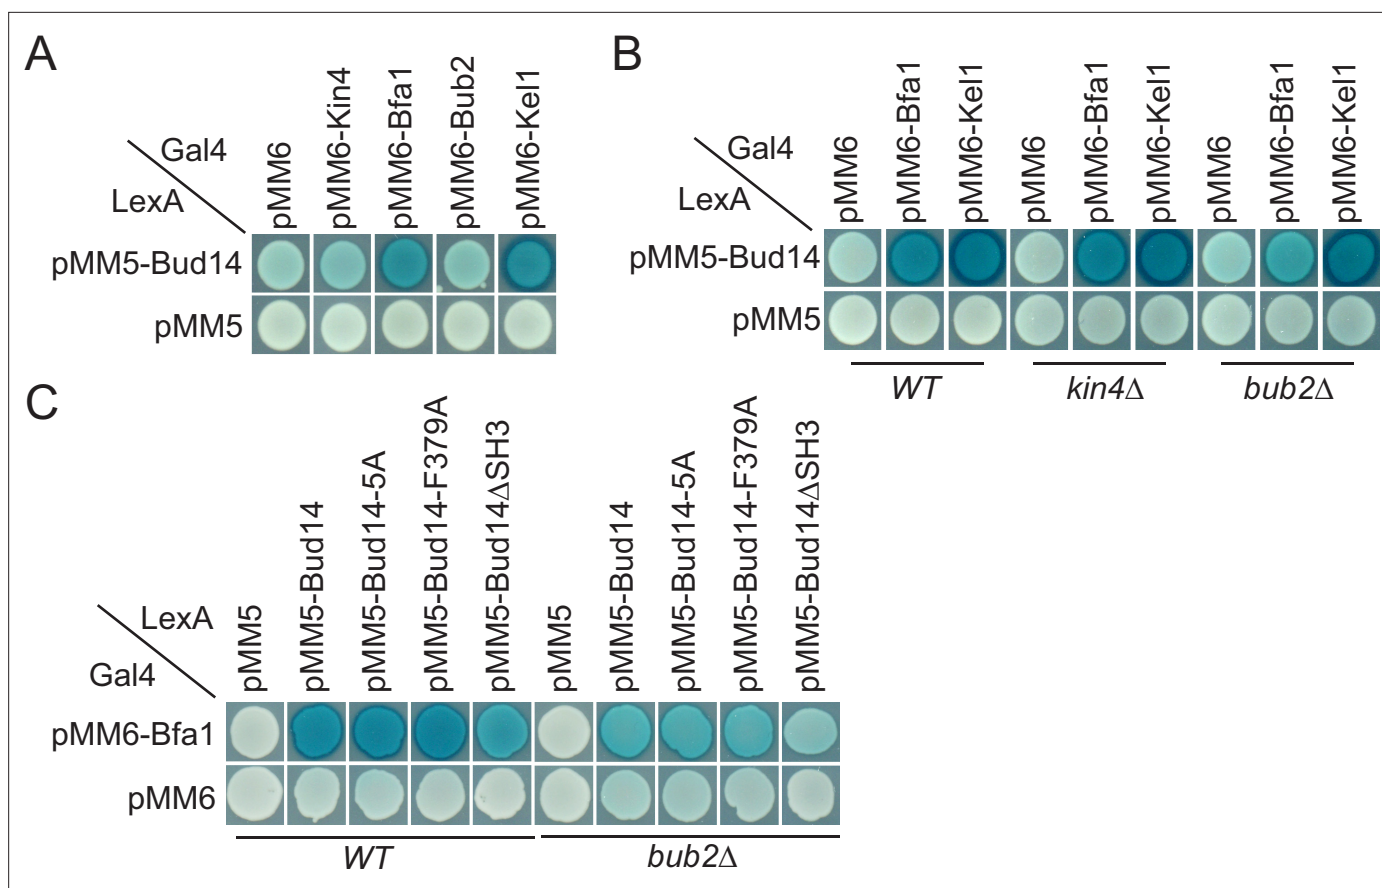 A
Gal4
LexA
pMM6
pMM6-Kin4
pMM6-Bfa1
pMM6-Bub2
pMM6-Kel1
pMM5-Bud14
pMM5
B
Gal4
LexA
pMM6
pMM6-Bfa1
pMM6-Kel1
pMM6
pMM6-Bfa1
pMM6-Kel1
pMM6
pMM6-Bfa1
pMM6-Kel1
pMM5-Bud14
pMM5
WT
kin4Δ
bub2Δ
C
LexA
Gal4
pMM5
pMM5-Bud14
pMM5-Bud14-5A
pMM5-Bud14-F379A
pMM5-Bud14ΔSH3
pMM5
pMM5-Bud14
pMM5-Bud14-5A
pMM5-Bud14-F379A
pMM5-Bud14ΔSH3
pMM6-Bfa1
pMM6
WT
bub2Δ